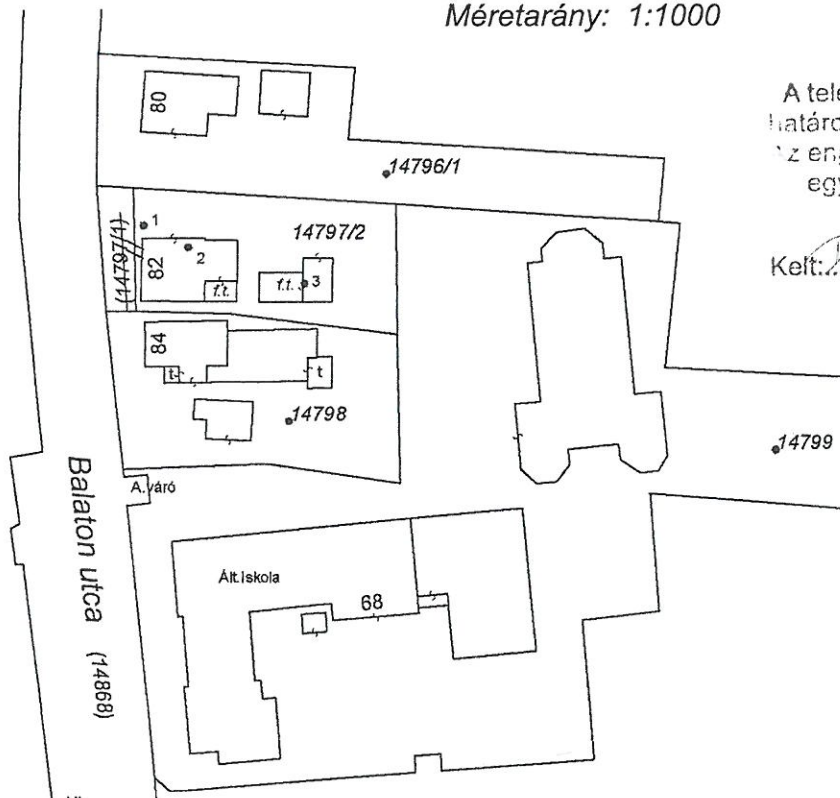 Méretarány: 1:1000
A tele
határo
egy
Kelt:
80
14796/1
1
(14797/1)
82
2
14797/2
f.t.
f.t.
3
84
t
t
14798
14799
A.váró
Balaton utca (14868)
Ált.Iskola
68